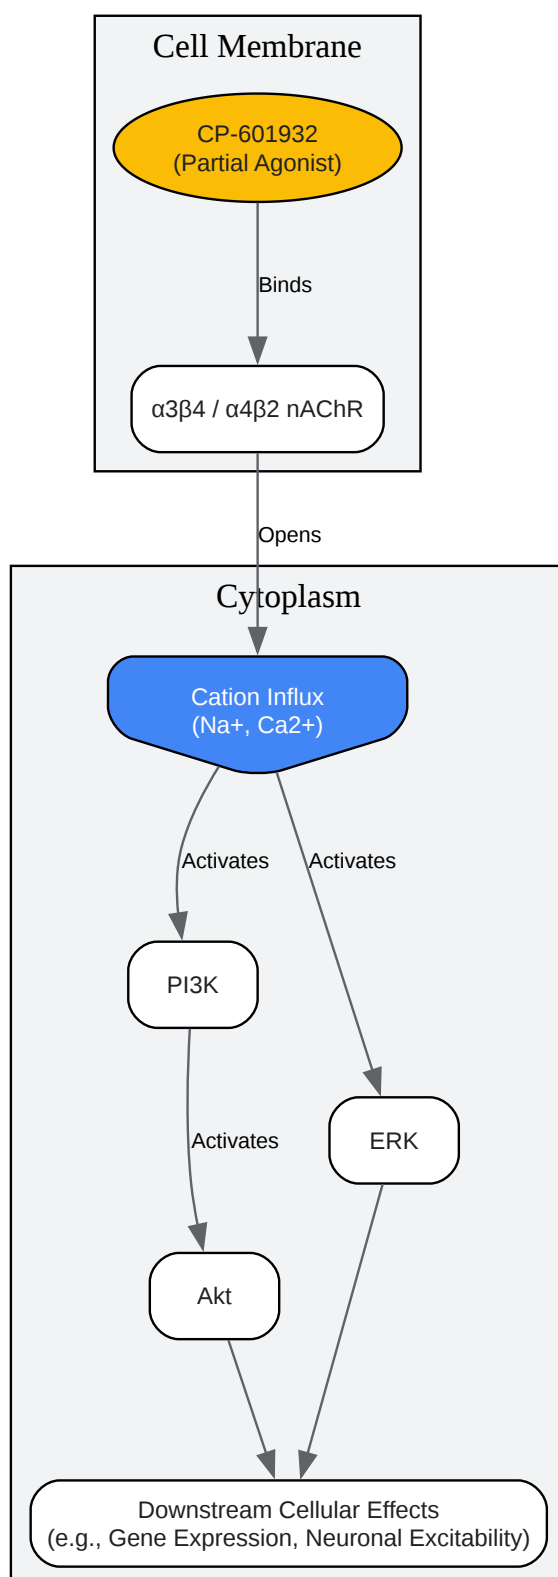 Cell Membrane
CP-601932
(Partial Agonist)
Binds
α3β4 / α4β2 nAChR
Opens
Cytoplasm
Cation Influx
(Na+, Ca2+)
Activates
Activates
PI3K
Activates
ERK
Akt
Downstream Cellular Effects
(e.g., Gene Expression, Neuronal Excitability)